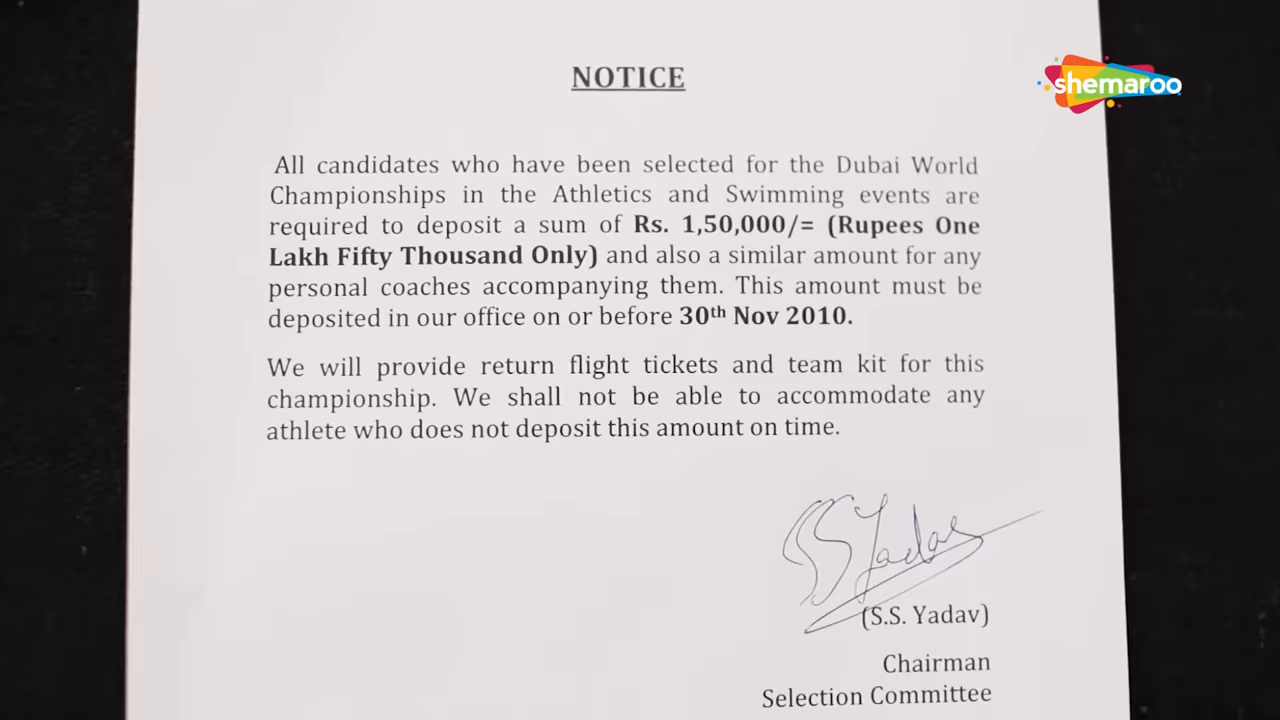 NOTICE
shemaroo
All candidates who have been selected for the Dubai World
Championships in the Athletics and Swimming events are
required to deposit a sum of Rs. 1,50,000/= (Rupees One
Lakh Fifty Thousand Only) and also a similar amount for any
personal coaches accompanying them. This amount must be
deposited in our office on or before 30th Nov 2010.
We will provide return flight tickets and team kit for this
championship. We shall not be able to accommodate any
athlete who does not deposit this amount on time.
SS Yadav
(S.S. Yadav)
Chairman
Selection Committee